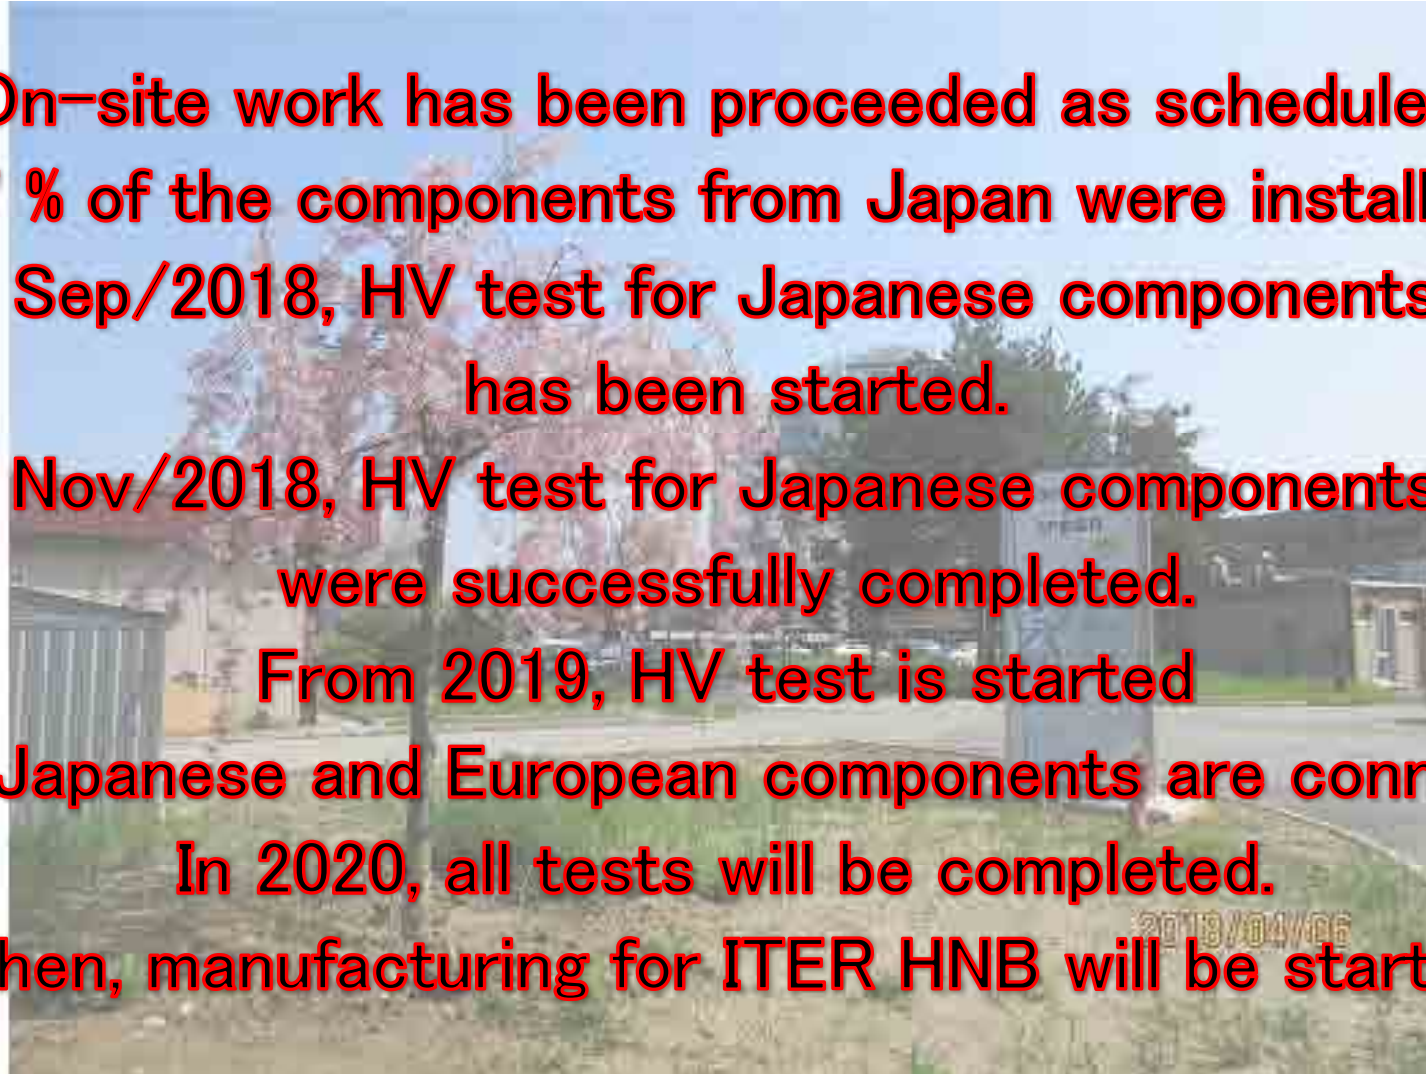 On-site work has been proceeded as schedule
% of the components from Japan were install
Sep/2018, HV test for Japanese components
has been started.
Nov/2018, HV test for Japanese components
were successfully completed.
From 2019, HV test is started
Japanese and European components are conn
In 2020, all tests will be completed.
hen, manufacturing for ITER HNB will be start
2018/04/06